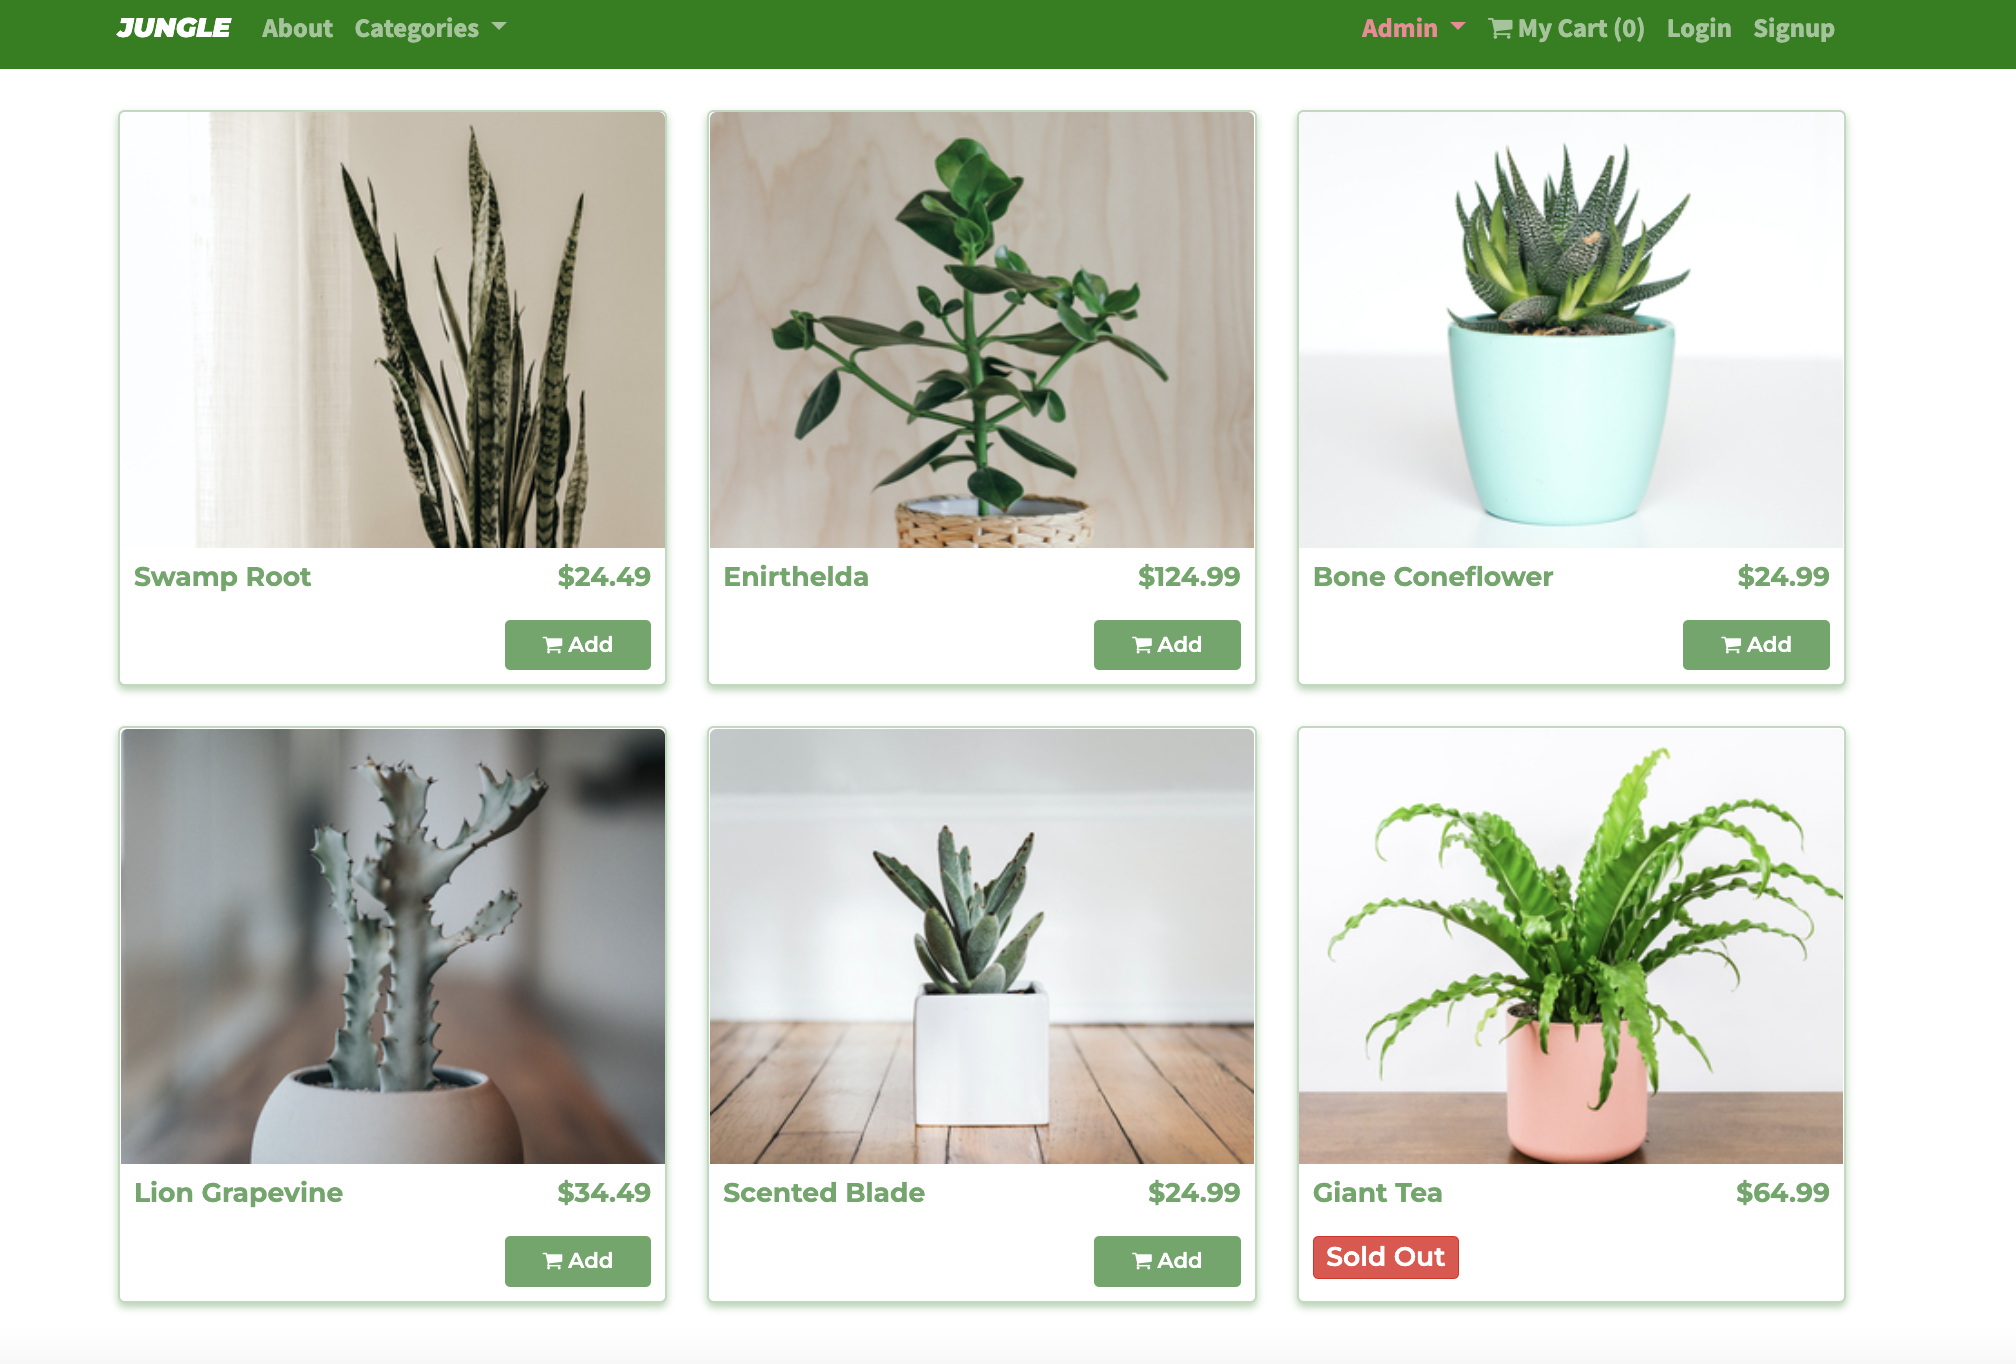 JUNGLE About Categories Admin My Cart (0) Login Signup
Swamp Root $24.49
Add
Enirthelda $124.99
Add
Bone Coneflower $24.99
Add
Lion Grapevine $34.49
Add
Scented Blade $24.99
Add
Giant Tea $64.99
Sold Out